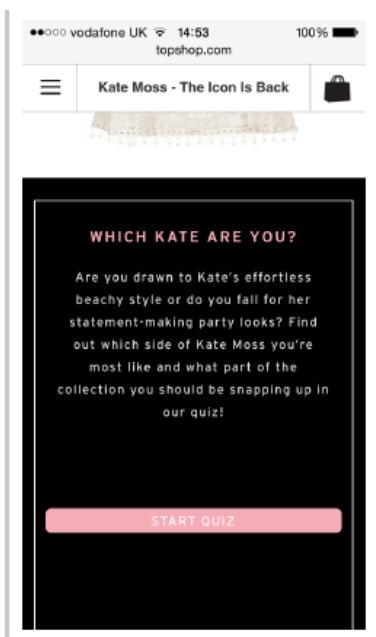 vodafone UK 14:53 100%
topshop.com
Kate Moss - The Icon Is Back
WHICH KATE ARE YOU?
Are you drawn to Kate's effortless
beachy style or do you fall for her
statement-making party looks? Find
out which side of Kate Moss you're
most like and what part of the
collection you should be snapping up in
our quiz!
START QUIZ